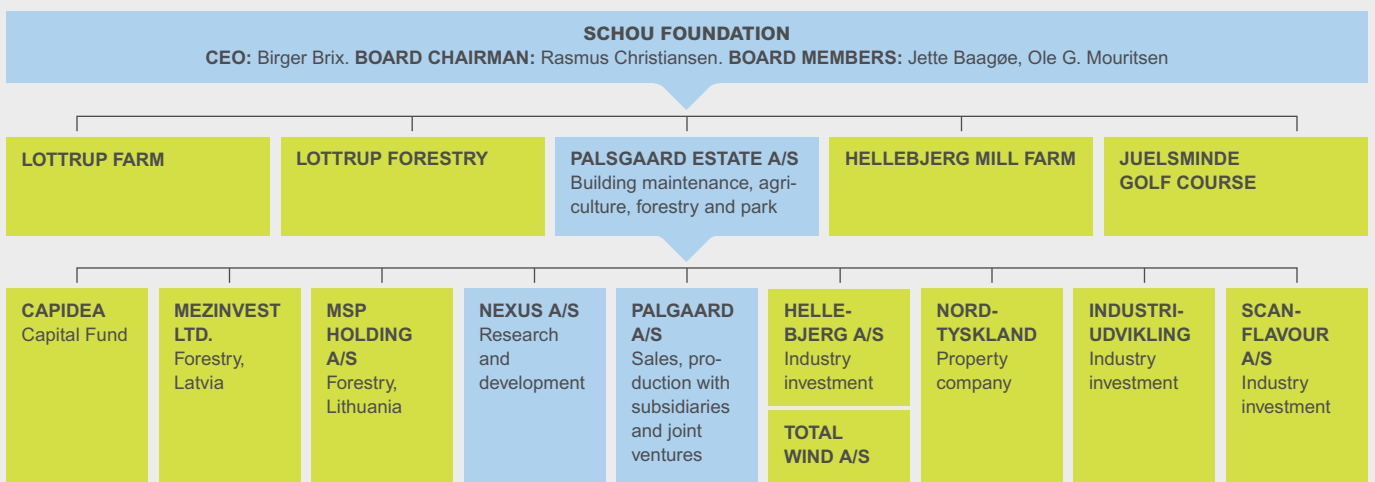 SCHOU FOUNDATION
CEO: Birger Brix. BOARD CHAIRMAN: Rasmus Christiansen. BOARD MEMBERS: Jette Baagøe, Ole G. Mouritsen
LOTTRUP FARM
LOTTRUP FORESTRY
PALSGAARD ESTATE A/S
Building maintenance, agri-
culture, forestry and park
HELLEBJERG MILL FARM
JUELSMINDE
GOLF COURSE
CAPIDEA
Capital Fund
MEZINVEST
LTD.
Forestry,
Latvia
MSP
HOLDING
A/S
Forestry,
Lithuania
NEXUS A/S
Research
and
development
PALGAARD
A/S
Sales, pro-
duction with
subsidiaries
and joint
ventures
HELLE-
BJERG A/S
Industry
investment
TOTAL
WIND A/S
NORD-
TYSKLAND
Property
company
INDUSTRI-
UDVIKLING
Industry
investment
SCAN-
FLAVOUR
A/S
Industry
investment